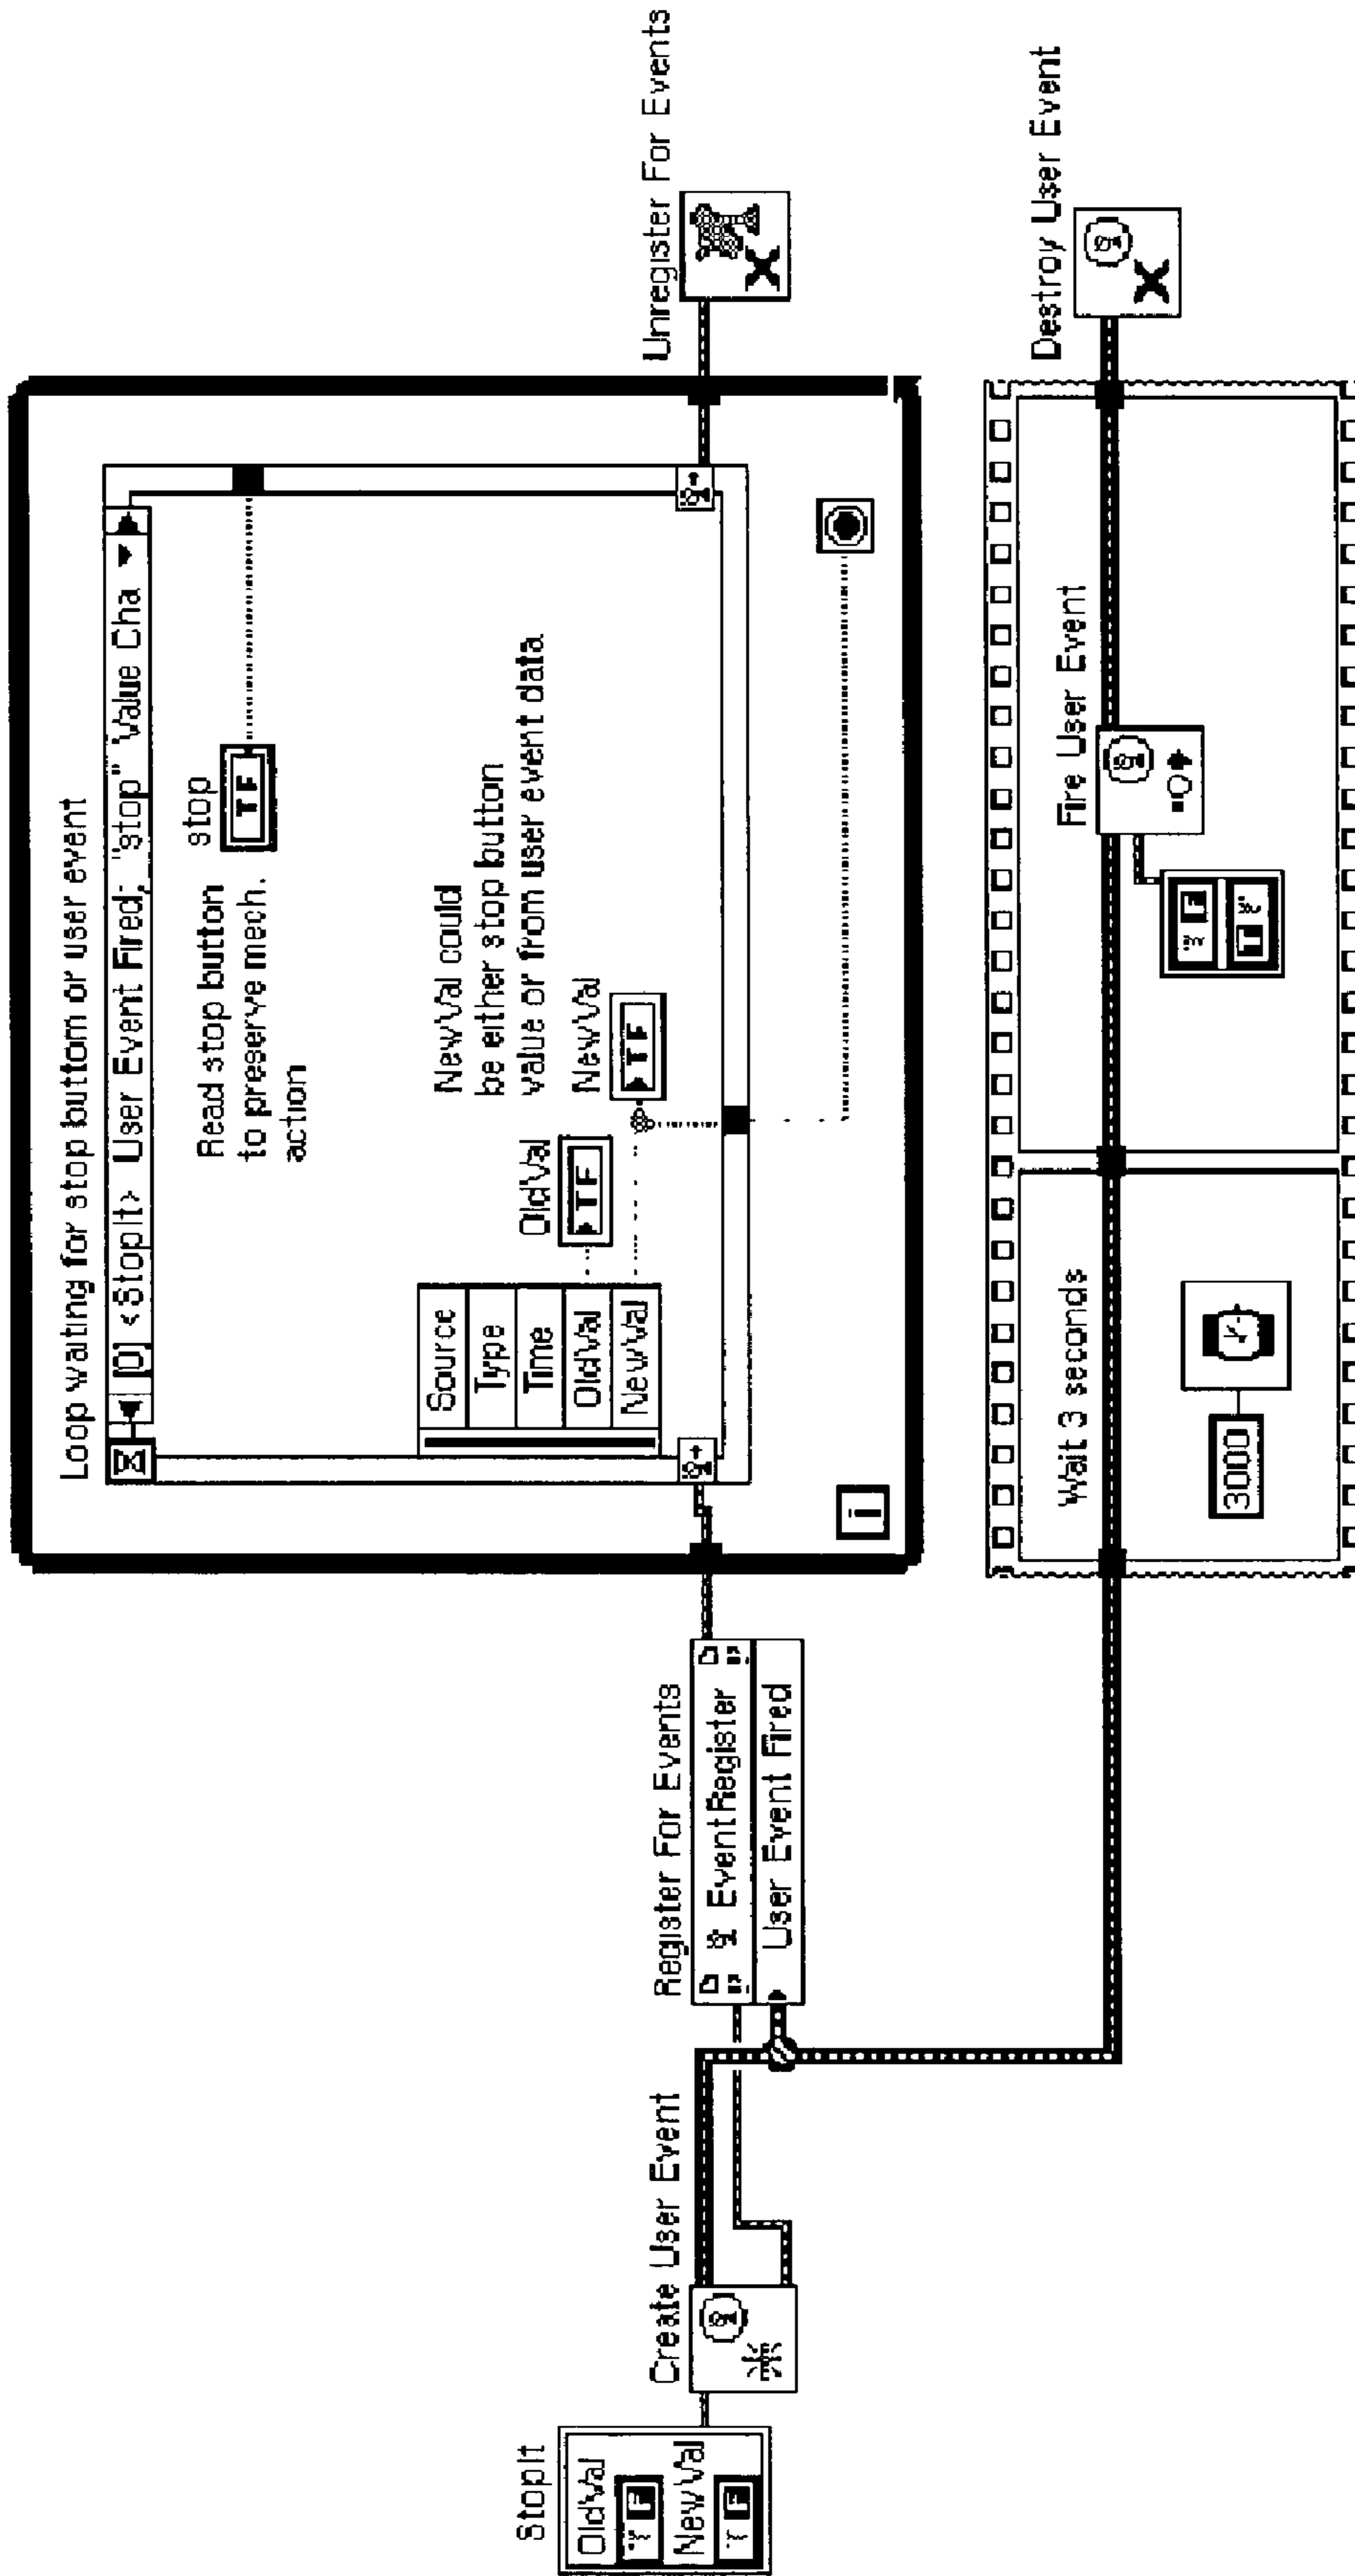 StopIt
OldVal
T F
NewVal
T F
Create User Event
Register For Events
EventRegister
User Event Fired
Loop waiting for stop buttom or user event
[0] <StopIt> User Event Fired; "stop" Value Cha
Read stop button
to preserve mech.
action
stop
TF
NewVal could
be either stop button
value or from user event data
Source
Type
Time
OldVal
NewVal
OldVal
TF
NewVal
TF
i
Unregister For Events
Wait 3 seconds
3000
Fire User Event
F
T
Destroy User Event